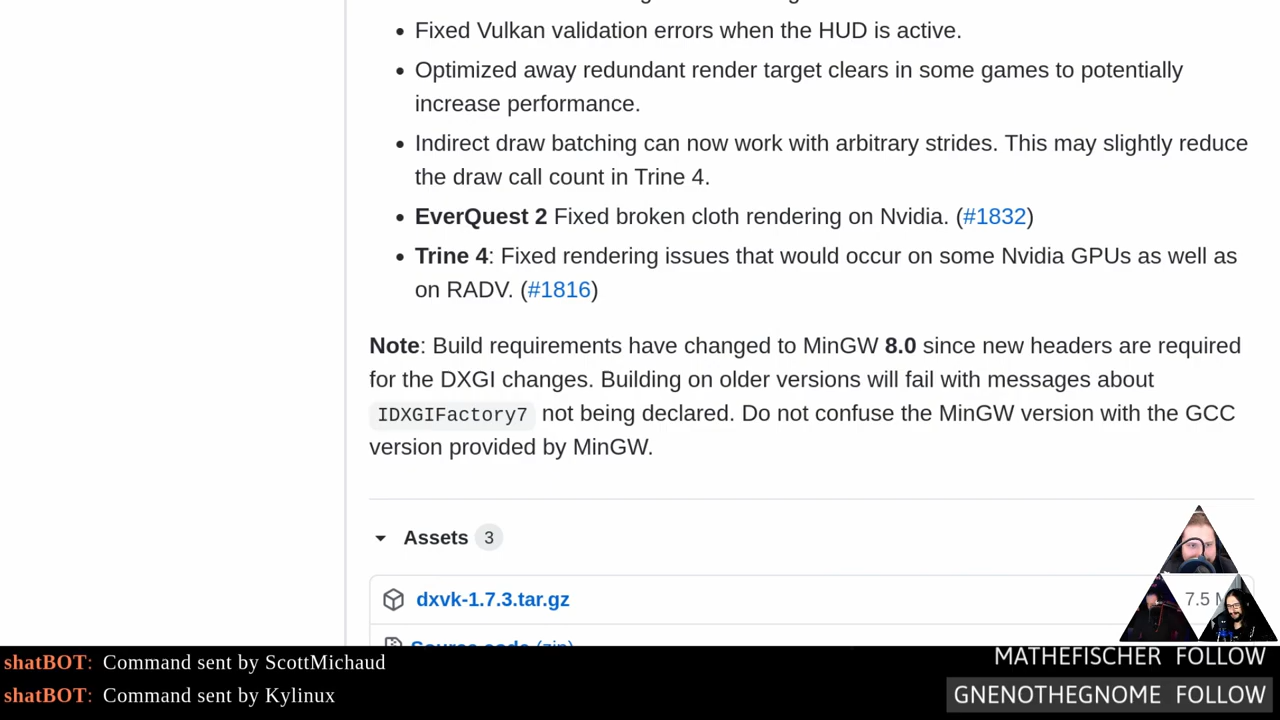 Fixed Vulkan validation errors when the HUD is active.
Optimized away redundant render target clears in some games to potentially
increase performance.
Indirect draw batching can now work with arbitrary strides. This may slightly reduce
the draw call count in Trine 4.
EverQuest 2 Fixed broken cloth rendering on Nvidia. (#1832)
Trine 4: Fixed rendering issues that would occur on some Nvidia GPUs as well as
on RADV. (#1816)
Note: Build requirements have changed to MinGW 8.0 since new headers are required
for the DXGI changes. Building on older versions will fail with messages about
IDXGIFactory7 not being declared. Do not confuse the MinGW version with the GCC
version provided by MinGW.
Assets 3
dxvk-1.7.3.tar.gz 7.5
Source code (zip)
shatBOT: Command sent by ScottMichaud
shatBOT: Command sent by Kylinux
MATHEFISCHER FOLLOW
GNENOTHEGNOME FOLLOW